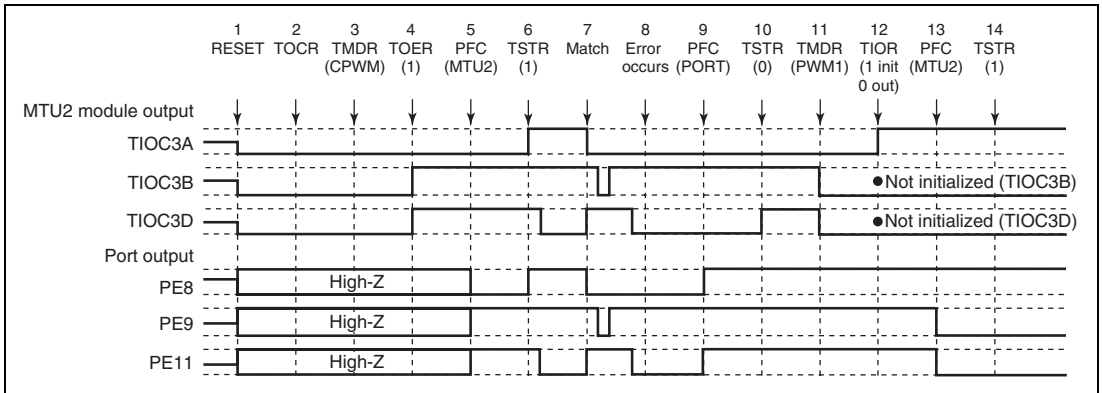 1 2 3 4 5 6 7 8 9 10 11 12 13 14
RESET TOCR TMDR TOER PFC TSTR Match Error PFC TSTR TMDR TIOR PFC TSTR
(CPWM) (1) (MTU2) (1) occurs (PORT) (0) (PWM1) (1 init (MTU2) (1)
0 out)
MTU2 module output
TIOC3A
TIOC3B ●Not initialized (TIOC3B)
TIOC3D ●Not initialized (TIOC3D)
Port output
PE8 High-Z
PE9 High-Z
PE11 High-Z